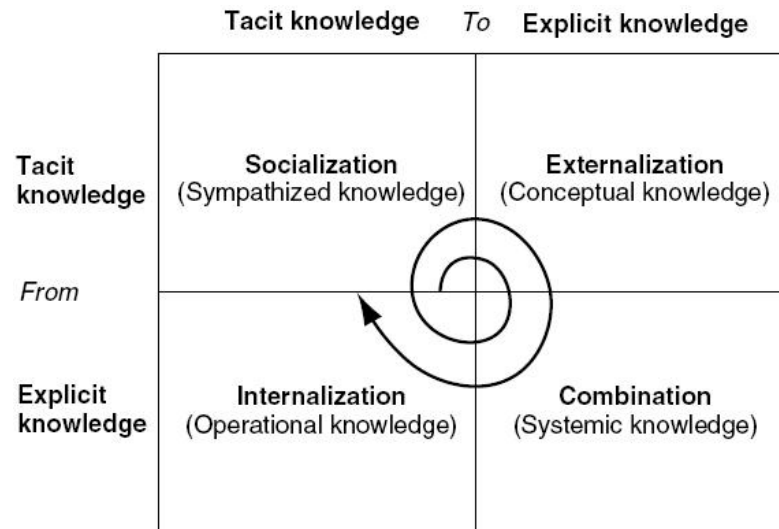 Tacit knowledge To Explicit knowledge
Tacit
knowledge
Socialization
(Sympathized knowledge)
Externalization
(Conceptual knowledge)
From
Explicit
knowledge
Internalization
(Operational knowledge)
Combination
(Systemic knowledge)